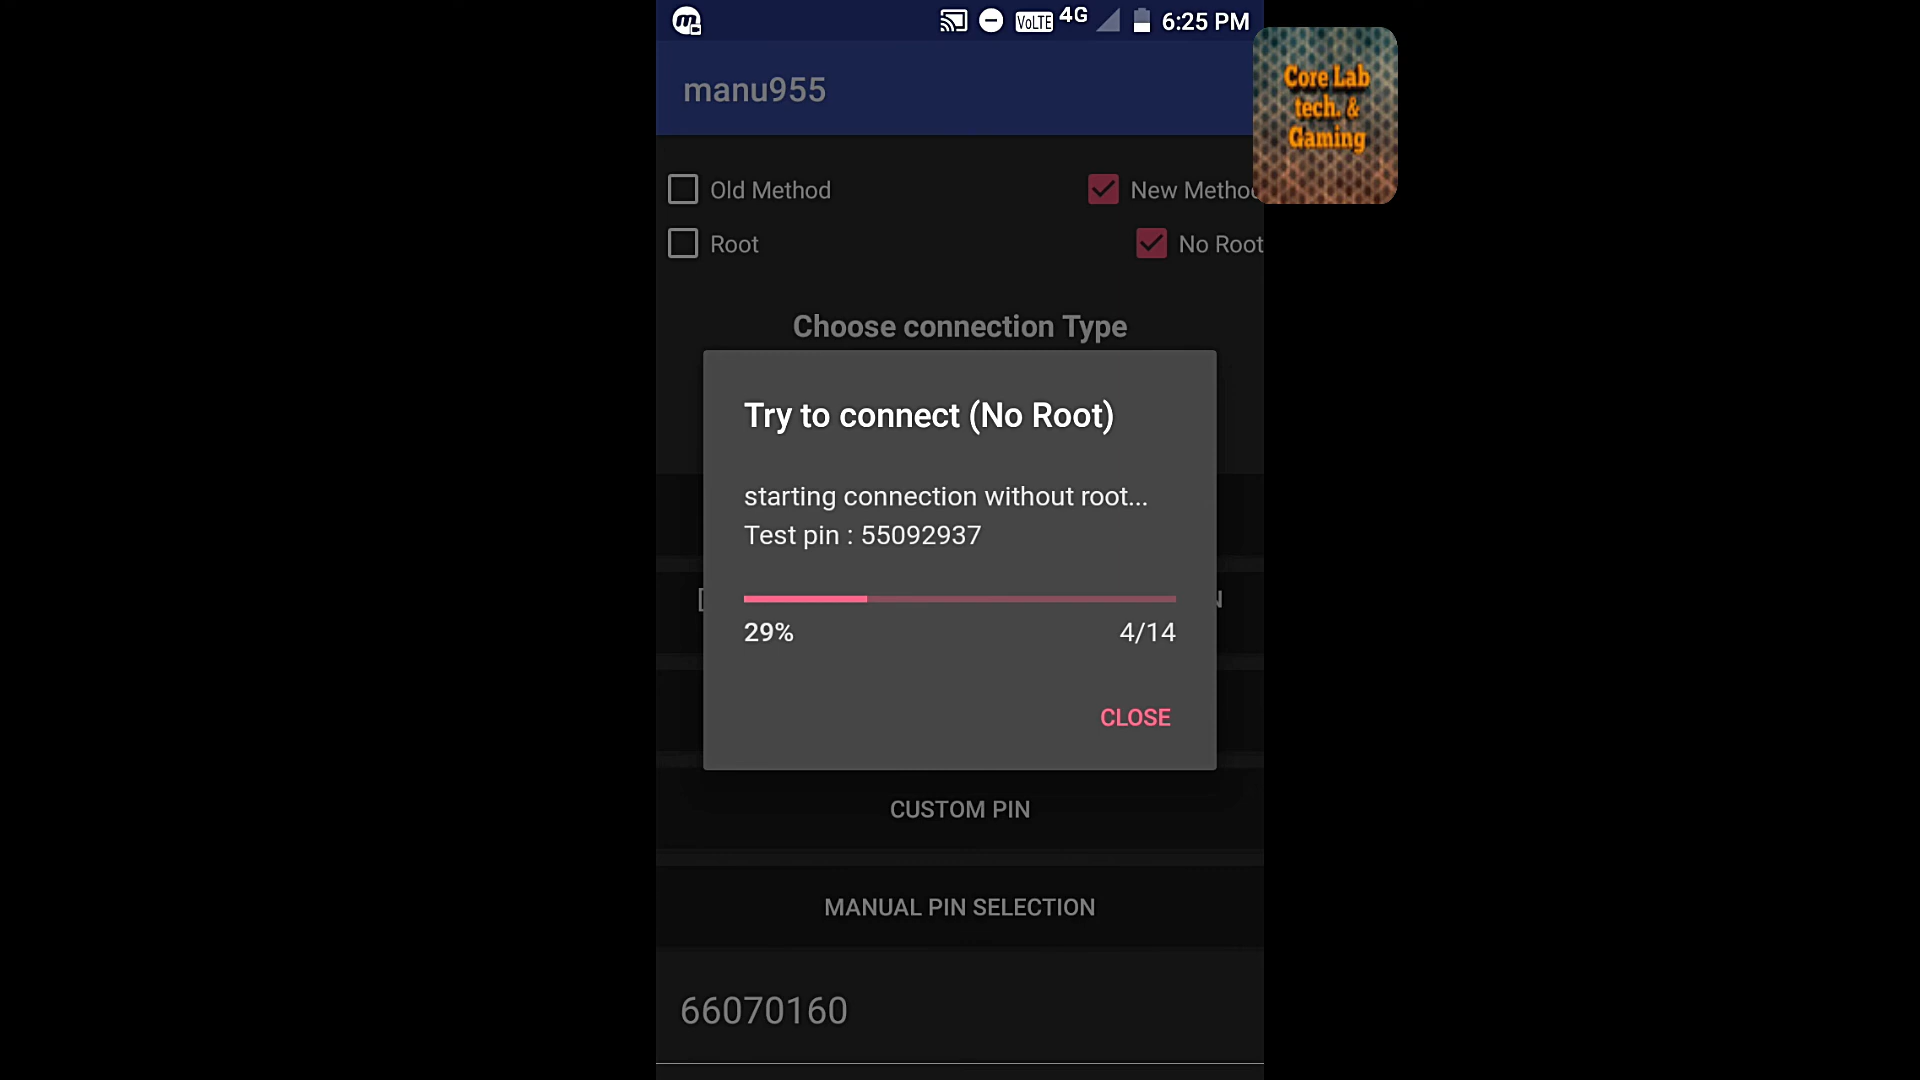 VoLTE 4G 6:25 PM
manu955
Core Lab
tech. &
Gaming
Old Method
New Metho
Root
No Root
Choose connection Type
Try to connect (No Root)
starting connection without root...
Test pin : 55092937
29%
4/14
CLOSE
CUSTOM PIN
MANUAL PIN SELECTION
66070160